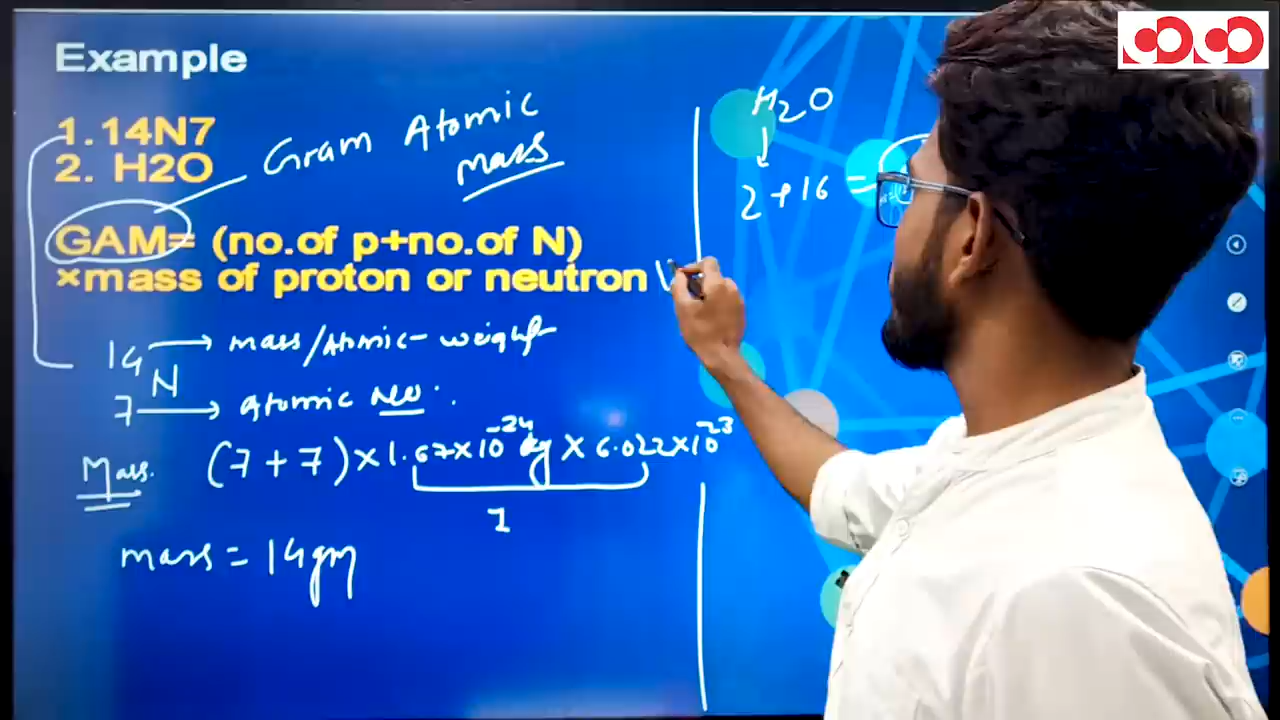 Example
1.14N7
2. H2O
Gram Atomic
mass
GAM= (no.of p+no.of N)
×mass of proton or neutron
14 → mass/Atomic-weight
N
7 → Atomic No.
Mass. (7+7)×1.67×10⁻²⁴ kg × 6.022×10⁻²³
1
mass = 14gm
H₂O
↓
2+16 =